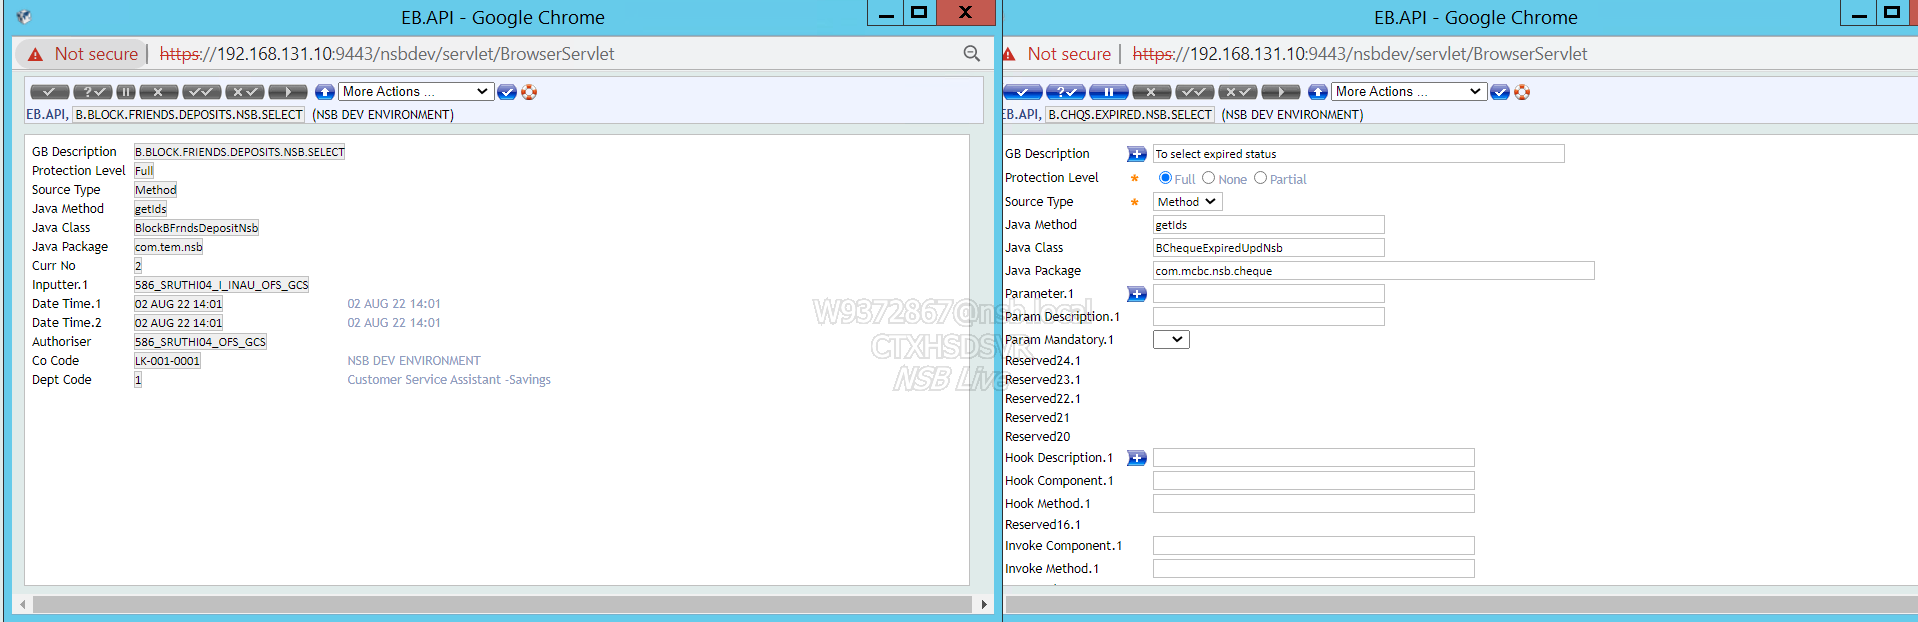 EB.API - Google Chrome
Not secure | https://192.168.131.10:9443/nsbdev/servlet/BrowserServlet
More Actions ...
EB.API, B.BLOCK.FRIENDS.DEPOSITS.NSB.SELECT (NSB DEV ENVIRONMENT)
GB Description B.BLOCK.FRIENDS.DEPOSITS.NSB.SELECT
Protection Level Full
Source Type Method
Java Method getIds
Java Class BlockBFrndsDepositNsb
Java Package com.tem.nsb
Curr No 2
Inputter.1 586_SRUTHI04_I_INAU_OFS_GCS
Date Time.1 02 AUG 22 14:01 02 AUG 22 14:01
Date Time.2 02 AUG 22 14:01 02 AUG 22 14:01
Authoriser 586_SRUTHI04_OFS_GCS
Co Code LK-001-0001 NSB DEV ENVIRONMENT
Dept Code 1 Customer Service Assistant -Savings
W9372867@nsb.local
CTXHSDSVR
NSB Live
EB.API - Google Chrome
Not secure | https://192.168.131.10:9443/nsbdev/servlet/BrowserServlet
More Actions ...
EB.API, B.CHQS.EXPIRED.NSB.SELECT (NSB DEV ENVIRONMENT)
GB Description To select expired status
Protection Level * Full None Partial
Source Type * Method
Java Method getIds
Java Class BChequeExpiredUpdNsb
Java Package com.mcbc.nsb.cheque
Parameter.1
Param Description.1
Param Mandatory.1
Reserved24.1
Reserved23.1
Reserved22.1
Reserved21
Reserved20
Hook Description.1
Hook Component.1
Hook Method.1
Reserved16.1
Invoke Component.1
Invoke Method.1